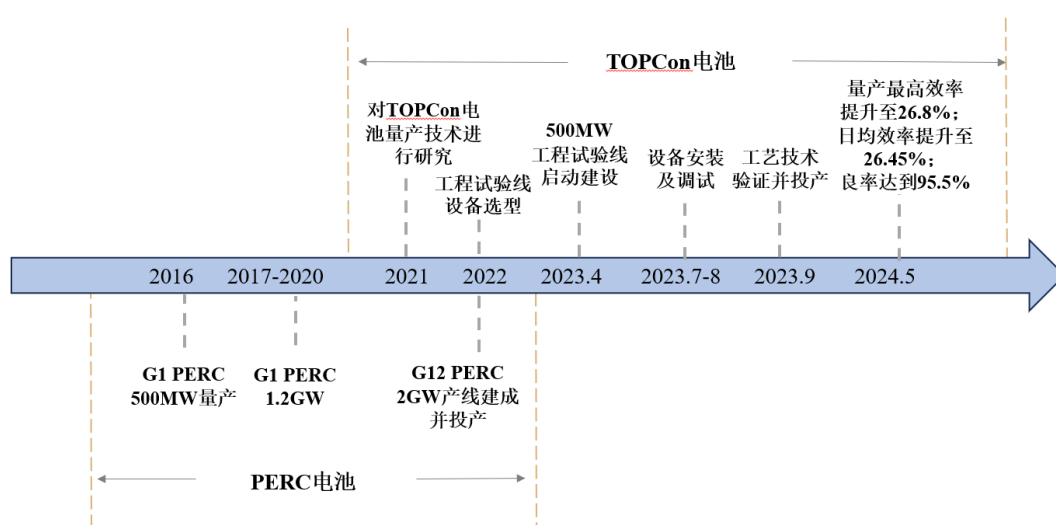 TOPCon电池
对TOPCon电
池量产技术进
行研究
工程试验线
设备选型
500MW
工程试验线
启动建设
设备安装
及调试
工艺技术
验证并投产
量产最高效率
提升至26.8%；
日均效率提升至
26.45%；
良率达到95.5%
2016
2017-2020
2021
2022
2023.4
2023.7-8
2023.9
2024.5
G1 PERC
500MW量产
G1 PERC
1.2GW
G12 PERC
2GW产线建成
并投产
PERC电池